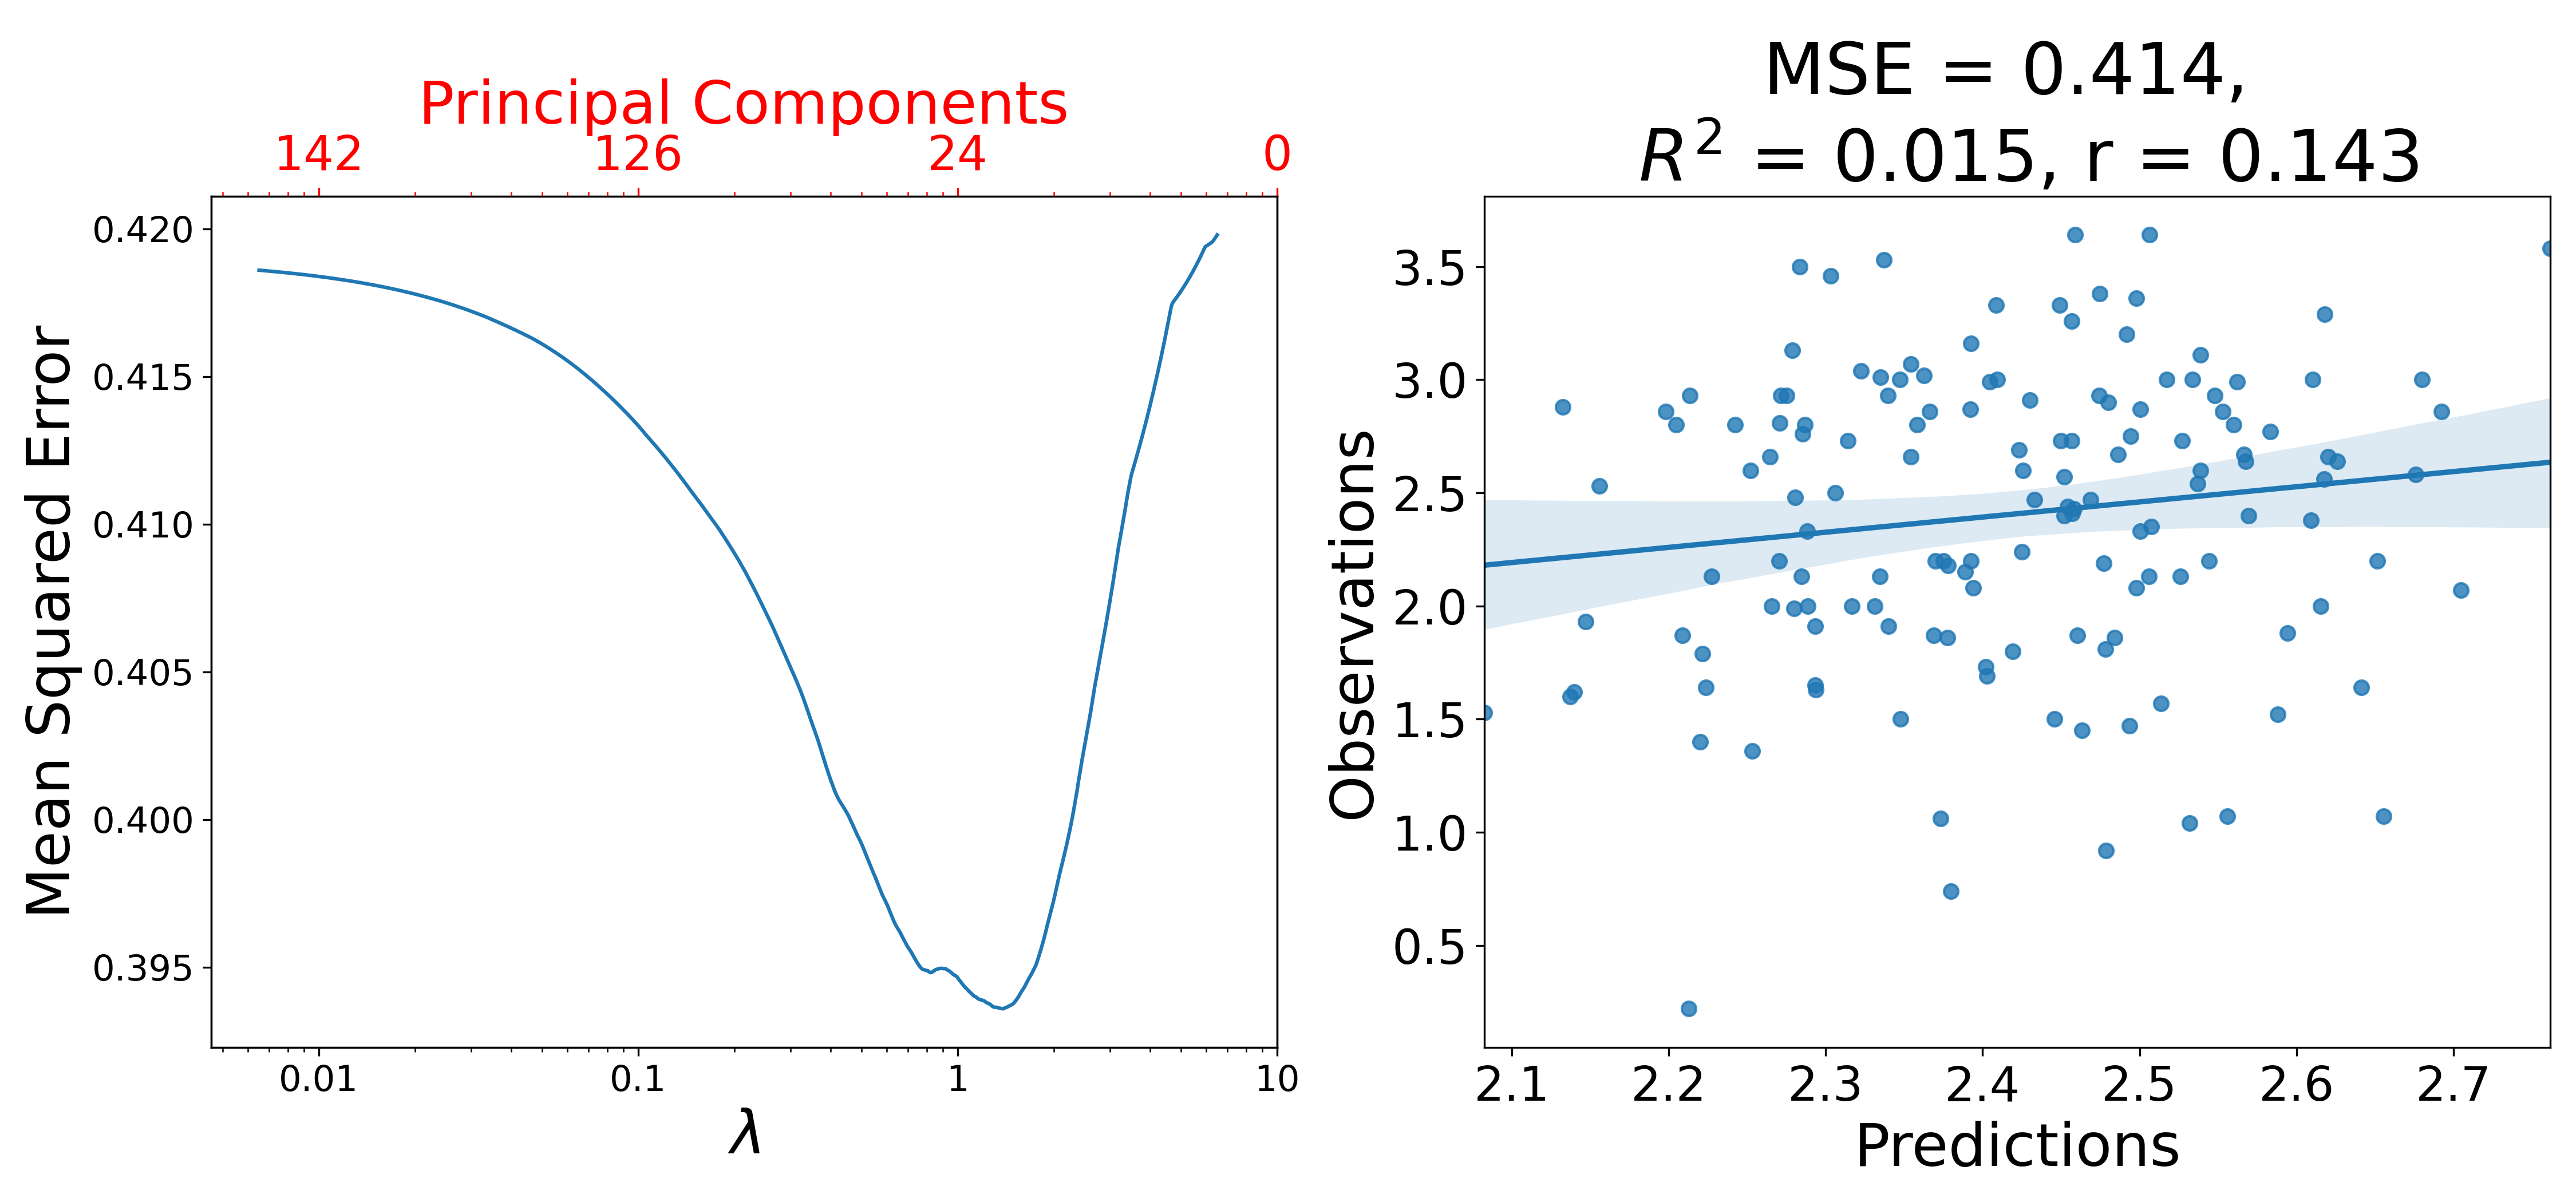 Principal Components
142 126 24 0
0.420
0.415
0.410
0.405
0.400
0.395
Mean Squared Error
0.01 0.1 1 10
λ
MSE = 0.414,
R² = 0.015, r = 0.143
3.5
3.0
2.5
2.0
1.5
1.0
0.5
Observations
2.1 2.2 2.3 2.4 2.5 2.6 2.7
Predictions